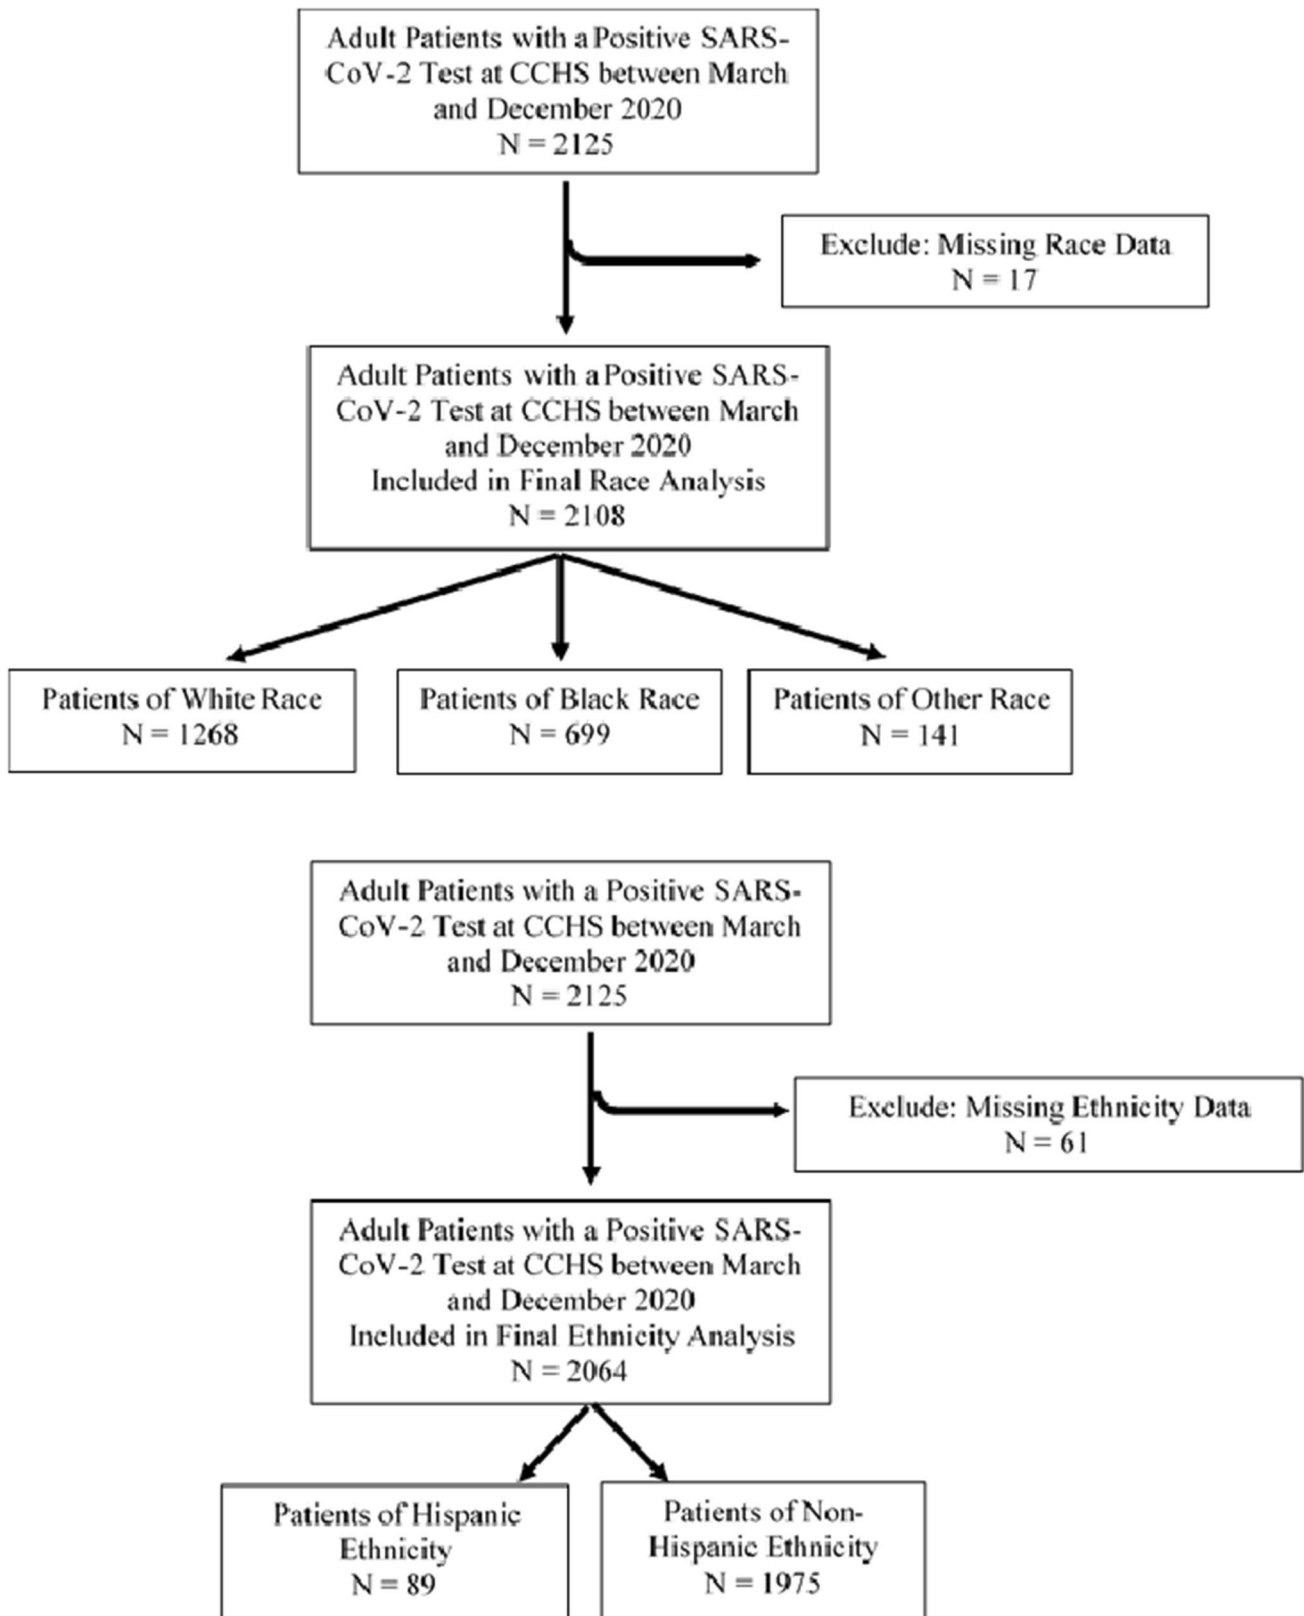 Adult Patients with a Positive SARS-
CoV-2 Test at CCHS between March
and December 2020
N = 2125
Exclude: Missing Race Data
N = 17
Adult Patients with a Positive SARS-
CoV-2 Test at CCHS between March
and December 2020
Included in Final Race Analysis
N = 2108
Patients of White Race
N = 1268
Patients of Black Race
N = 699
Patients of Other Race
N = 141
Adult Patients with a Positive SARS-
CoV-2 Test at CCHS between March
and December 2020
N = 2125
Exclude: Missing Ethnicity Data
N = 61
Adult Patients with a Positive SARS-
CoV-2 Test at CCHS between March
and December 2020
Included in Final Ethnicity Analysis
N = 2064
Patients of Hispanic
Ethnicity
N = 89
Patients of Non-
Hispanic Ethnicity
N = 1975